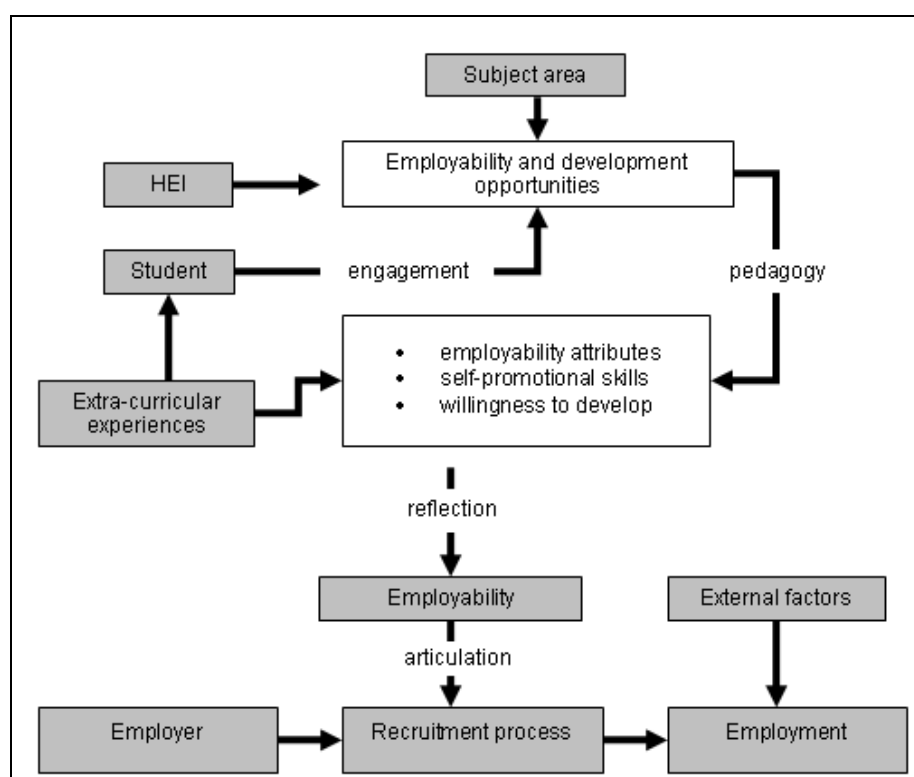 Subject area
Employability and development
opportunities
HEI
Student
engagement
pedagogy
• employability attributes
• self-promotional skills
• willingness to develop
Extra-curricular
experiences
reflection
Employability
External factors
articulation
Employer
Recruitment process
Employment